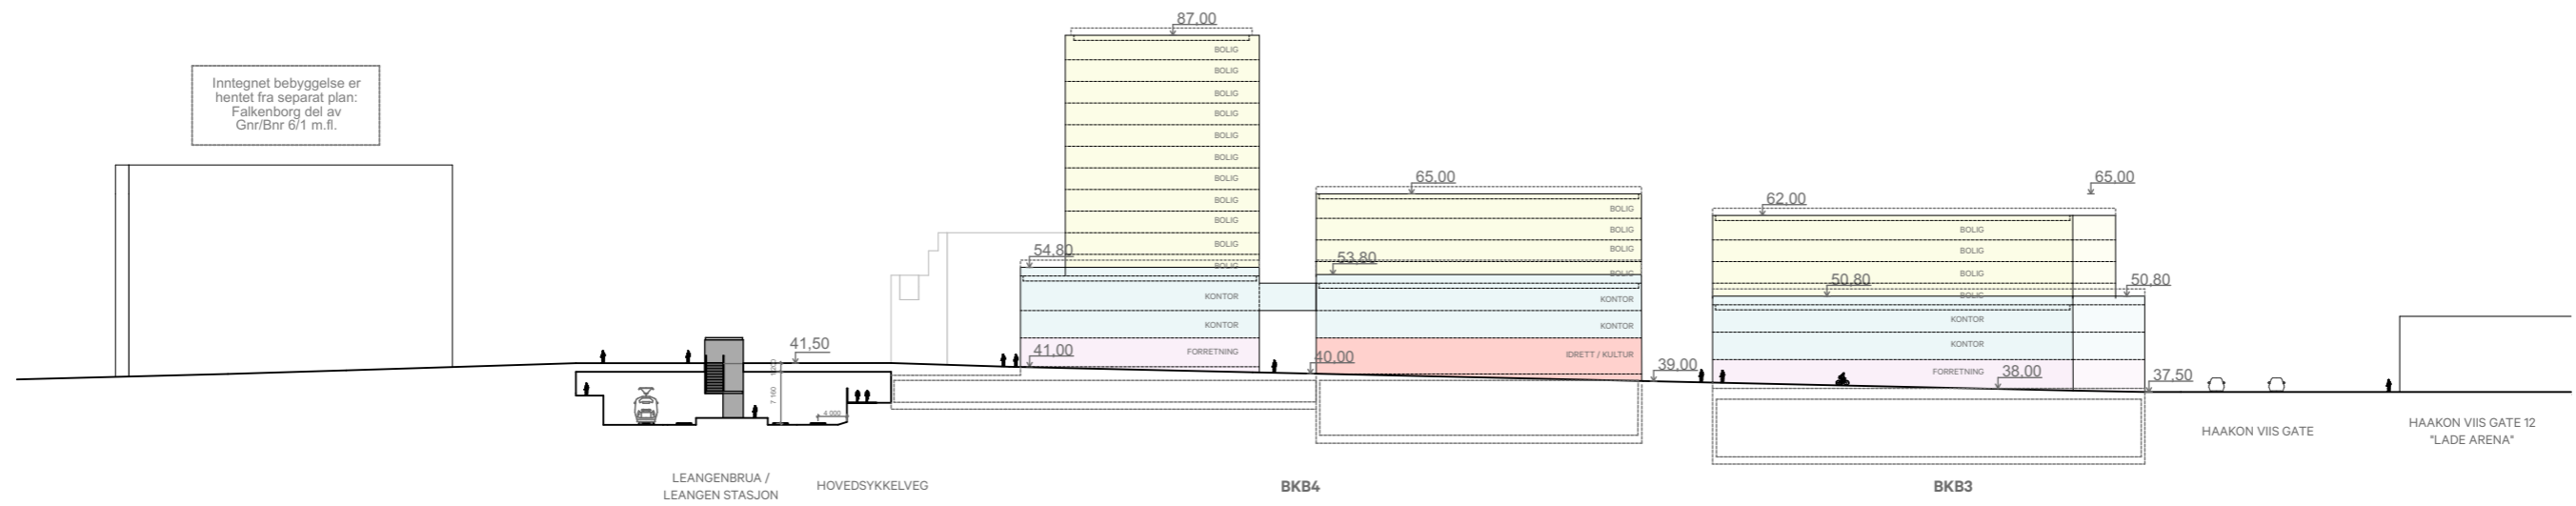 Inntegnet bebyggelse er
hentet fra separat plan:
Falkenborg del av
Gnr/Bnr 6/1 m.fl.
87,00
BOLIG
BOLIG
BOLIG
BOLIG
BOLIG
BOLIG
BOLIG
BOLIG
BOLIG
BOLIG
BOLIG
54,80
KONTOR
KONTOR
FORRETNING
41,00
41,50
7 160
4 000
65,00
BOLIG
BOLIG
BOLIG
BOLIG
53,80
KONTOR
KONTOR
IDRETT / KULTUR
40,00
39,00
62,00
65,00
BOLIG
BOLIG
BOLIG
BOLIG
50,80
50,80
KONTOR
KONTOR
FORRETNING
38,00
37,50
LEANGENBRUA /
LEANGEN STASJON
HOVEDSYKKELVEG
BKB4
BKB3
HAAKON VIIS GATE
HAAKON VIIS GATE 12
"LADE ARENA"